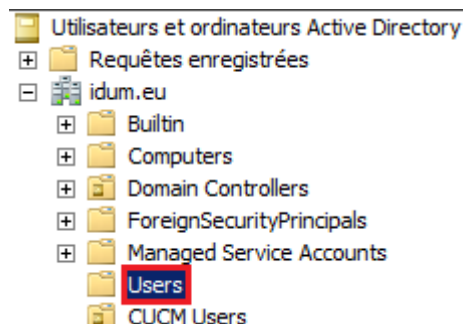 Utilisateurs et ordinateurs Active Directory
Requêtes enregistrées
idum.eu
Builtin
Computers
Domain Controllers
ForeignSecurityPrincipals
Managed Service Accounts
Users
CUCM Users